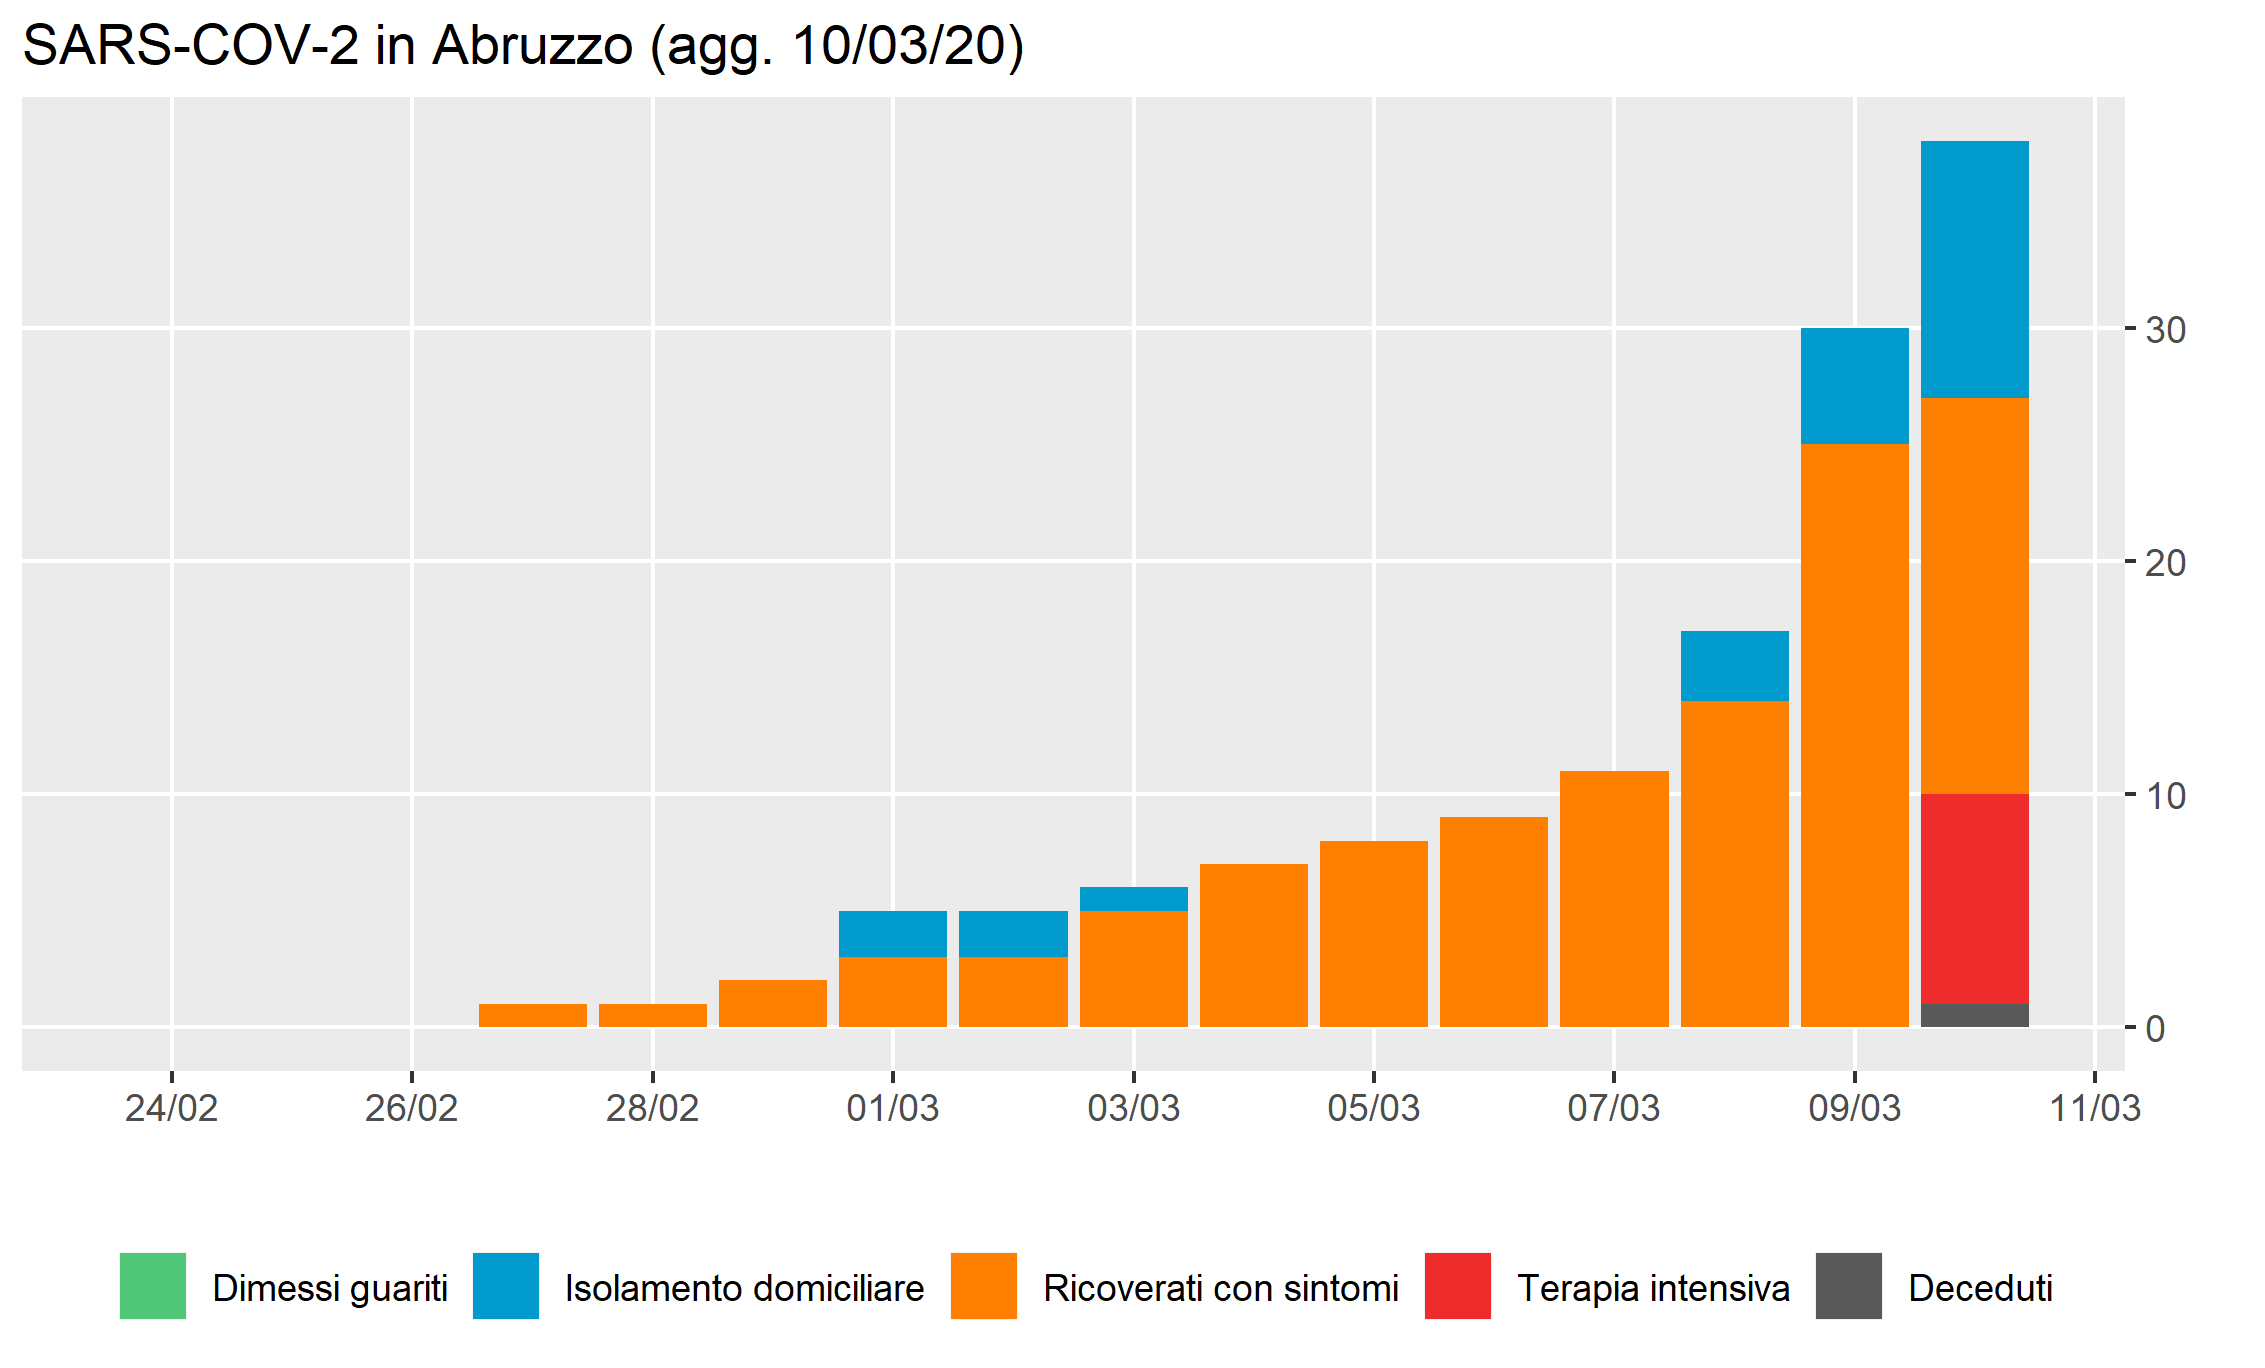 SARS-COV-2 in Abruzzo (agg. 10/03/20)
30
20
10
0
24/02 26/02 28/02 01/03 03/03 05/03 07/03 09/03 11/03
Dimessi guariti Isolamento domiciliare Ricoverati con sintomi Terapia intensiva Deceduti